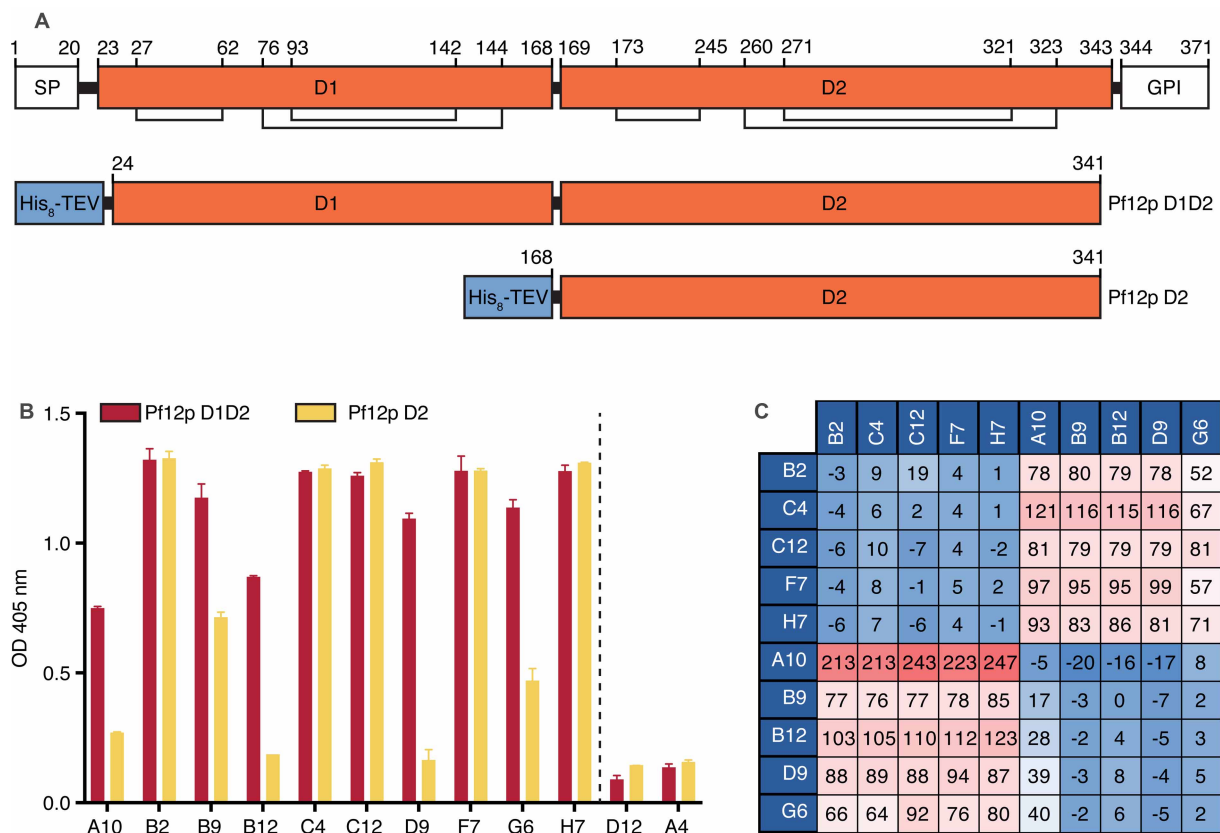 A
1 20 23 27 62 76 93 142 144 168 169 173 245 260 271 321 323 343 344 371
SP D1 D2 GPI
24 341
His8-TEV D1 D2 Pf12p D1D2
168 341
His8-TEV D2 Pf12p D2
B
Pf12p D1D2 Pf12p D2
OD 405 nm
1.5
1.0
0.5
0.0
A10 B2 B9 B12 C4 C12 D9 F7 G6 H7 D12 A4
C
B2 C4 C12 F7 H7 A10 B9 B12 D9 G6
B2 -3 9 19 4 1 78 80 79 78 52
C4 -4 6 2 4 1 121 116 115 116 67
C12 -6 10 -7 4 -2 81 79 79 79 81
F7 -4 8 -1 5 2 97 95 95 99 57
H7 -6 7 -6 4 -1 93 83 86 81 71
A10 213 213 243 223 247 -5 -20 -16 -17 8
B9 77 76 77 78 85 17 -3 0 -7 2
B12 103 105 110 112 123 28 -2 4 -5 3
D9 88 89 88 94 87 39 -3 8 -4 5
G6 66 64 92 76 80 40 -2 6 -5 2